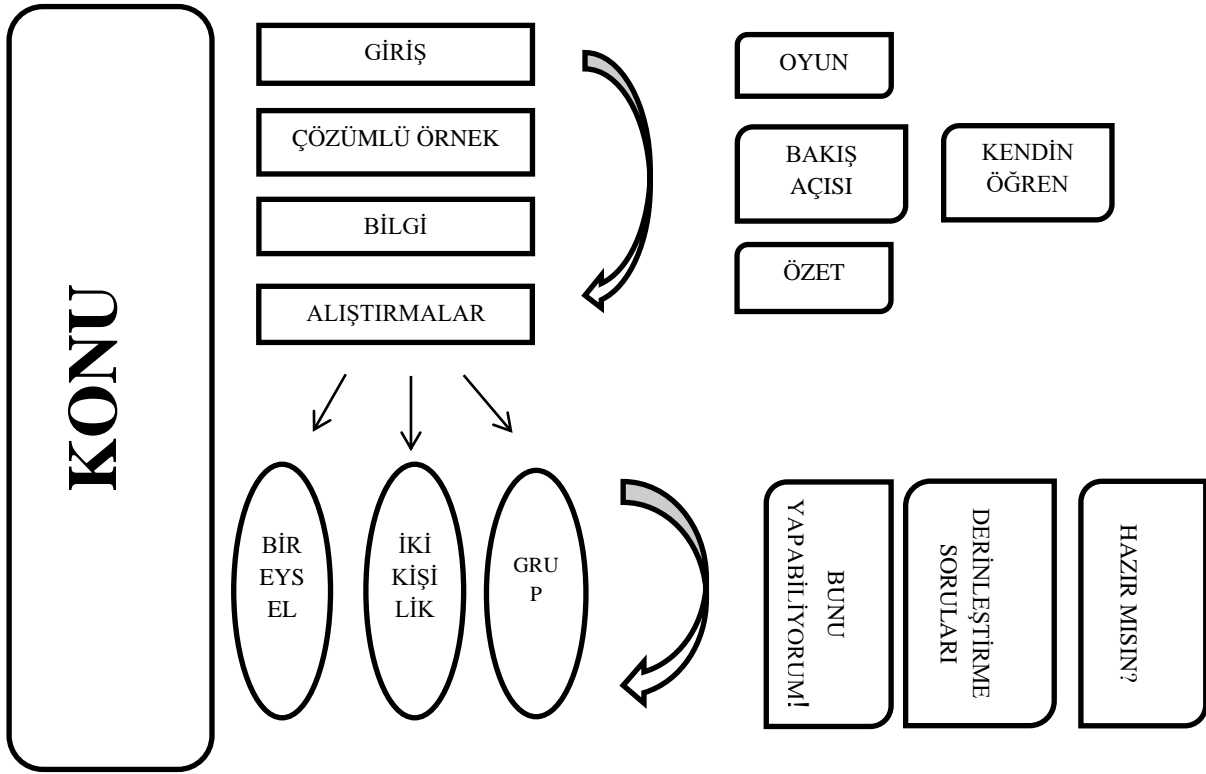 KONU
GİRİŞ
ÇÖZÜMLÜ ÖRNEK
BİLGİ
ALIŞTIRMALAR
OYUN
BAKIŞ
AÇISI
KENDİN
ÖĞREN
ÖZET
BİR
EYS
EL
İKİ
KİŞİ
LİK
GRU
P
BUNU
YAPABİLİYORUM!
DERİNLEŞTİRME
SORULARI
HAZIR MISIN?